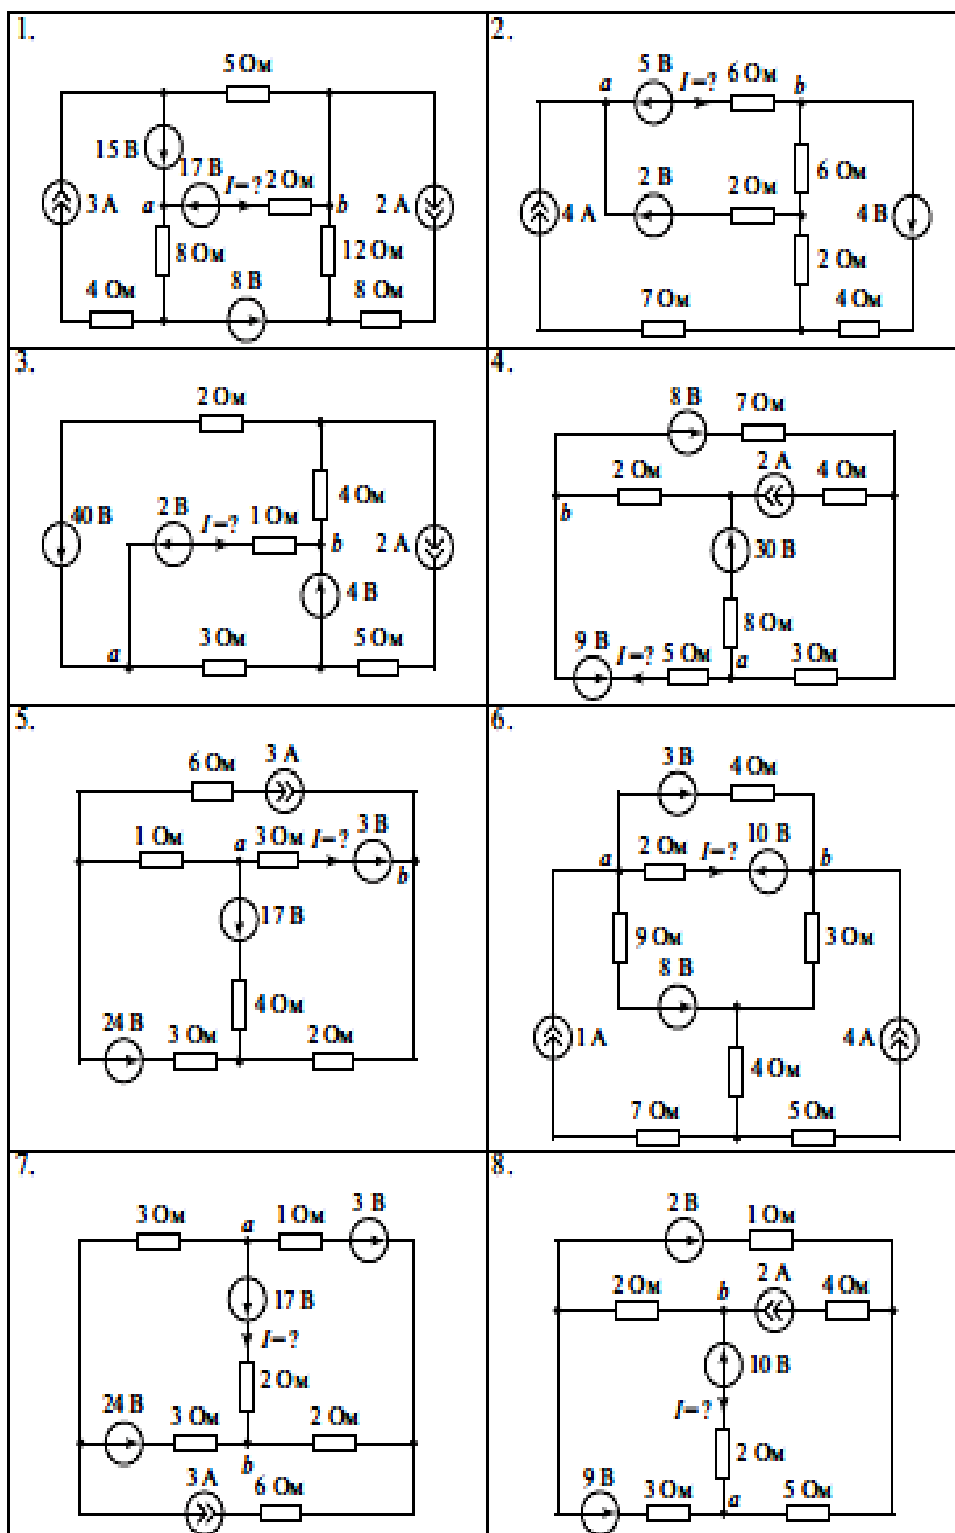 1.
5 Ом
15 В
17 В
I=?
2 Ом
3 А
a
b
2 А
8 Ом
12 Ом
4 Ом
8 В
8 Ом
2.
5 В
I=?
6 Ом
a
b
6 Ом
2 В
2 Ом
4 А
4 В
2 Ом
7 Ом
4 Ом
3.
2 Ом
4 Ом
40 В
2 В
I=?
1 Ом
b
2 А
4 В
3 Ом
5 Ом
a
4.
8 В
7 Ом
2 Ом
2 А
4 Ом
b
30 В
8 Ом
9 В
I=?
5 Ом
a
3 Ом
5.
6 Ом
3 А
1 Ом
a
3 Ом
I=?
3 В
b
17 В
4 Ом
24 В
3 Ом
2 Ом
6.
3 В
4 Ом
2 Ом
I=?
10 В
a
b
9 Ом
3 Ом
8 В
1 А
4 А
4 Ом
7 Ом
5 Ом
7.
3 Ом
a
1 Ом
3 В
17 В
I=?
2 Ом
24 В
3 Ом
2 Ом
b
3 А
6 Ом
8.
2 В
1 Ом
2 Ом
b
2 А
4 Ом
10 В
I=?
2 Ом
9 В
3 Ом
a
5 Ом